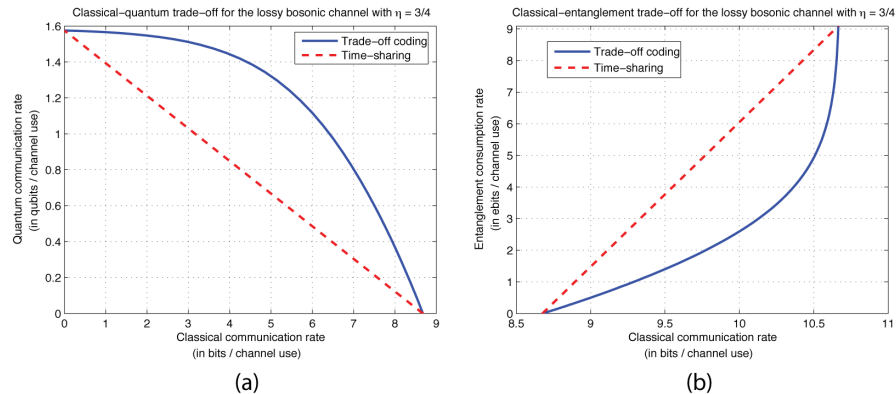 Classical-quantum trade-off for the lossy bosonic channel with η = 3/4
1.6
1.4
1.2
1
0.8
0.6
0.4
0.2
0
Quantum communication rate
(in qubits / channel use)
Trade-off coding
Time-sharing
0 1 2 3 4 5 6 7 8 9
Classical communication rate
(in bits / channel use)
(a)
Classical-entanglement trade-off for the lossy bosonic channel with η = 3/4
9
8
7
6
5
4
3
2
1
0
Entanglement consumption rate
(in ebits / channel use)
Trade-off coding
Time-sharing
8.5 9 9.5 10 10.5 11
Classical communication rate
(in bits / channel use)
(b)